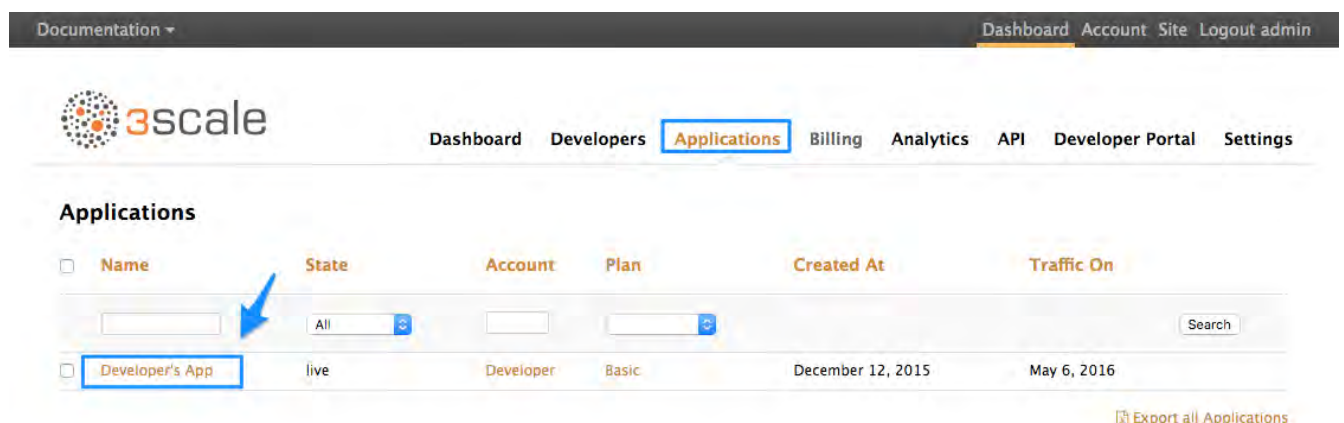 Documentation
Dashboard Account Site Logout admin
3scale
Dashboard Developers Applications Billing Analytics API Developer Portal Settings
Applications
Name State Account Plan Created At Traffic On
All Search
Developer's App live Developer Basic December 12, 2015 May 6, 2016
Export all Applications